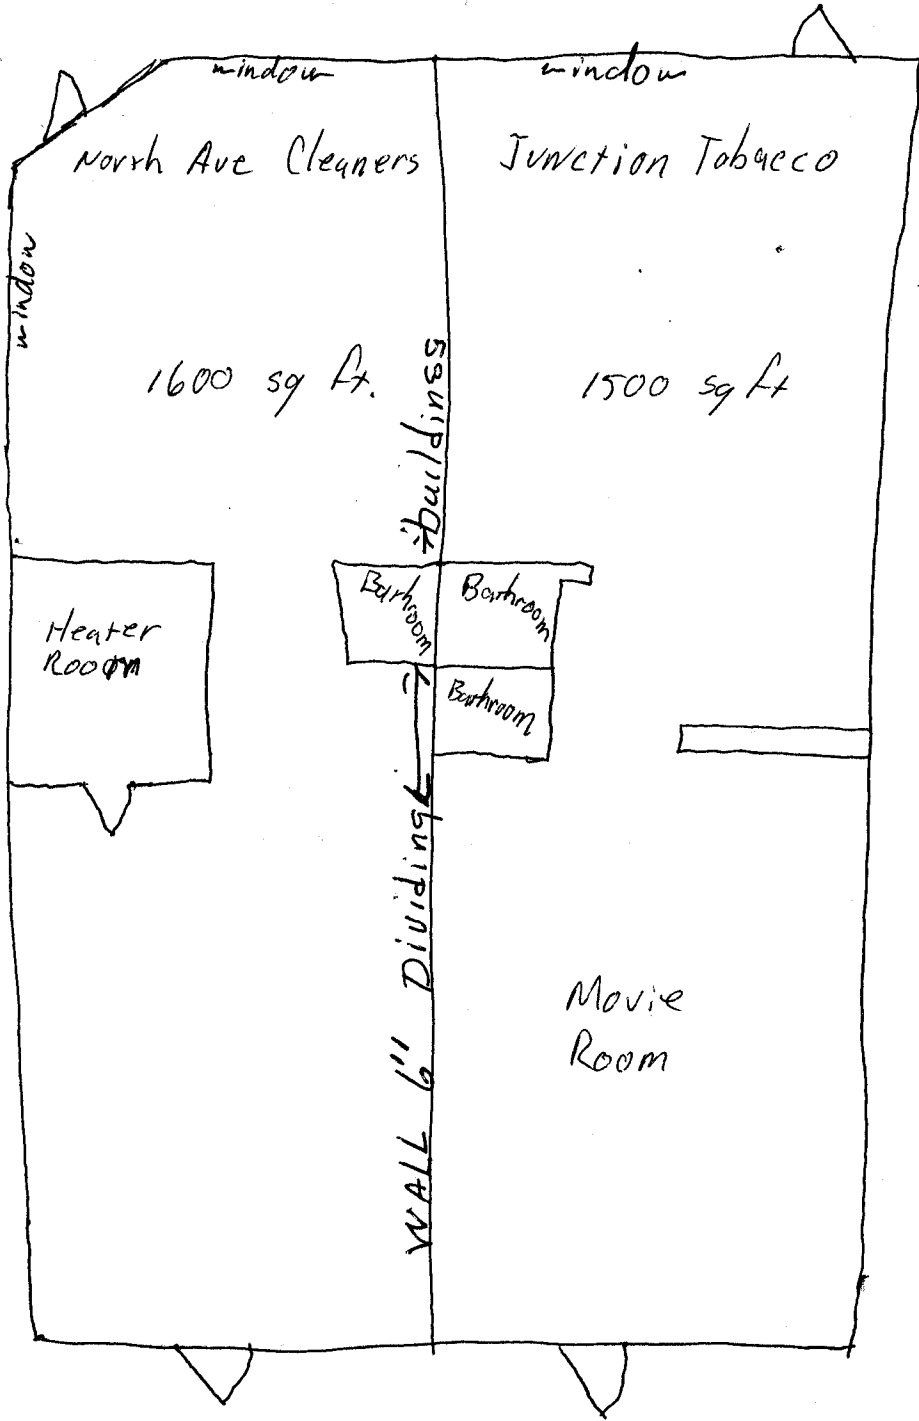 window
window
North Ave Cleaners
Junction Tobacco
window
1600 sq ft.
1500 sq ft
WALL 6" Dividing buildings
Heater
Room
Bathroom
Bathroom
Bathroom
Movie
Room